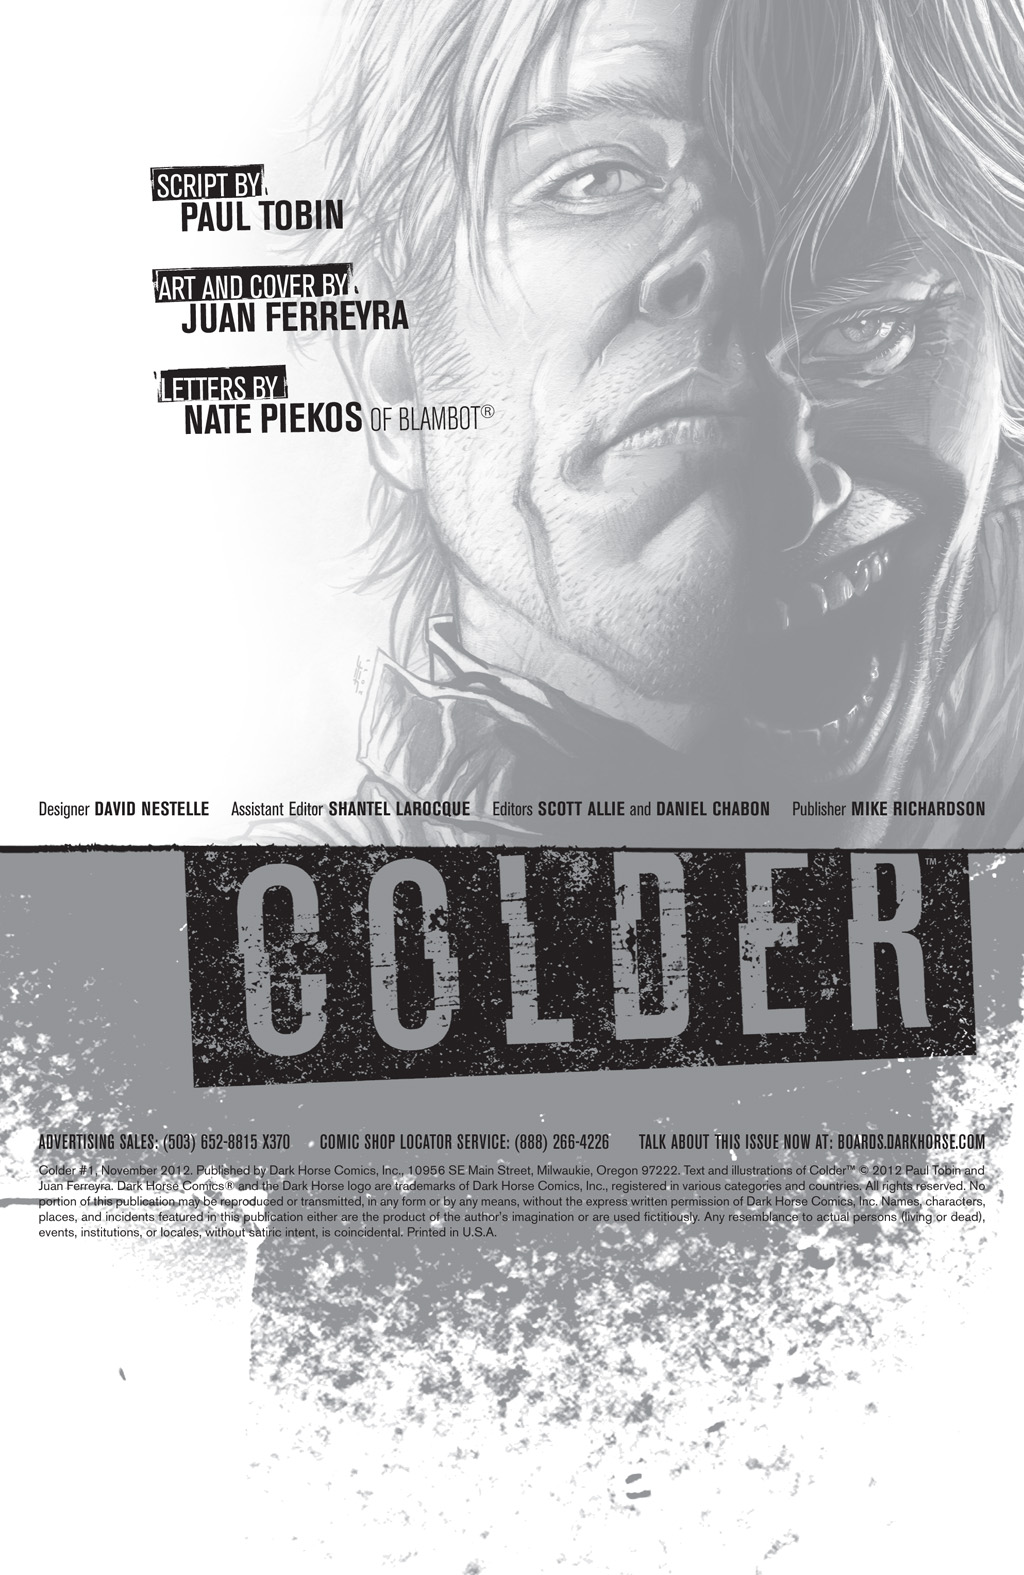 SCRIPT BY
PAUL TOBIN
ART AND COVER BY
JUAN FERREYRA
LETTERS BY
NATE PIEKOS OF BLAMBOT®
Designer DAVID NESTELLE Assistant Editor SHANTEL LAROCQUE Editors SCOTT ALLIE and DANIEL CHABON Publisher MIKE RICHARDSON
COLDER™
ADVERTISING SALES: (503) 652-8815 X370 COMIC SHOP LOCATOR SERVICE: (888) 266-4226 TALK ABOUT THIS ISSUE NOW AT: BOARDS.DARKHORSE.COM
Colder #1, November 2012. Published by Dark Horse Comics, Inc., 10956 SE Main Street, Milwaukie, Oregon 97222. Text and illustrations of Colder™ © 2012 Paul Tobin and
Juan Ferreyra. Dark Horse Comics® and the Dark Horse logo are trademarks of Dark Horse Comics, Inc., registered in various categories and countries. All rights reserved. No
portion of this publication may be reproduced or transmitted, in any form or by any means, without the express written permission of Dark Horse Comics, Inc. Names, characters,
places, and incidents featured in this publication either are the product of the author's imagination or are used fictitiously. Any resemblance to actual persons (living or dead),
events, institutions, or locales, without satiric intent, is coincidental. Printed in U.S.A.